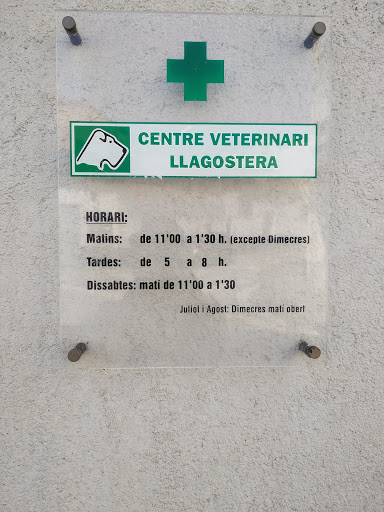 CENTRE VETERINARI
LLAGOSTERA
HORARI:
Matins: de 11'00 a 1'30 h. (excepte Dimecres)
Tardes: de 5 a 8 h.
Dissabtes: matí de 11'00 a 1'30
Juliol i Agost: Dimecres matí obert